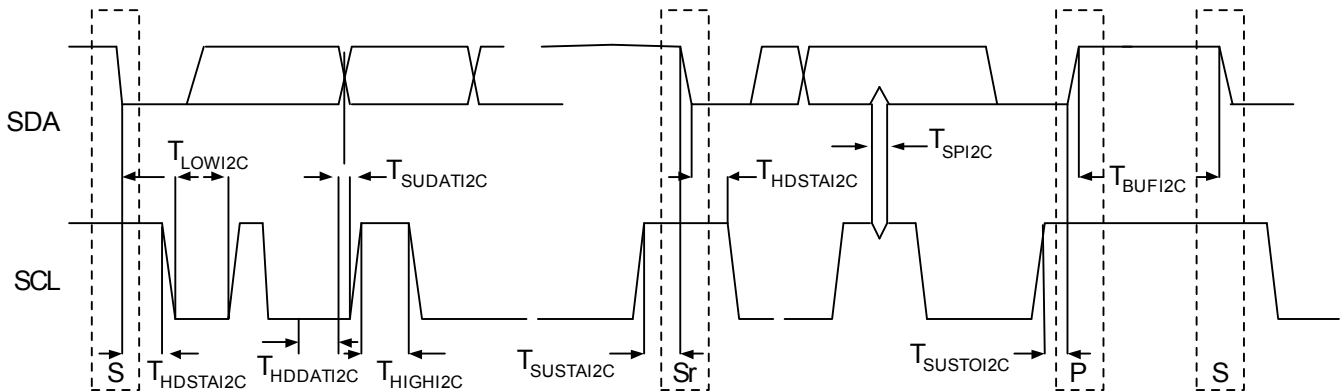 SDA
T_LOWI2C
T_SUDATI2C
T_SPI2C
T_HDSTAI2C
T_BUFI2C
SCL
S
T_HDSTAI2C
T_HDDATI2C
T_HIGHI2C
T_SUSTAI2C
Sr
T_SUSTOI2C
P
S